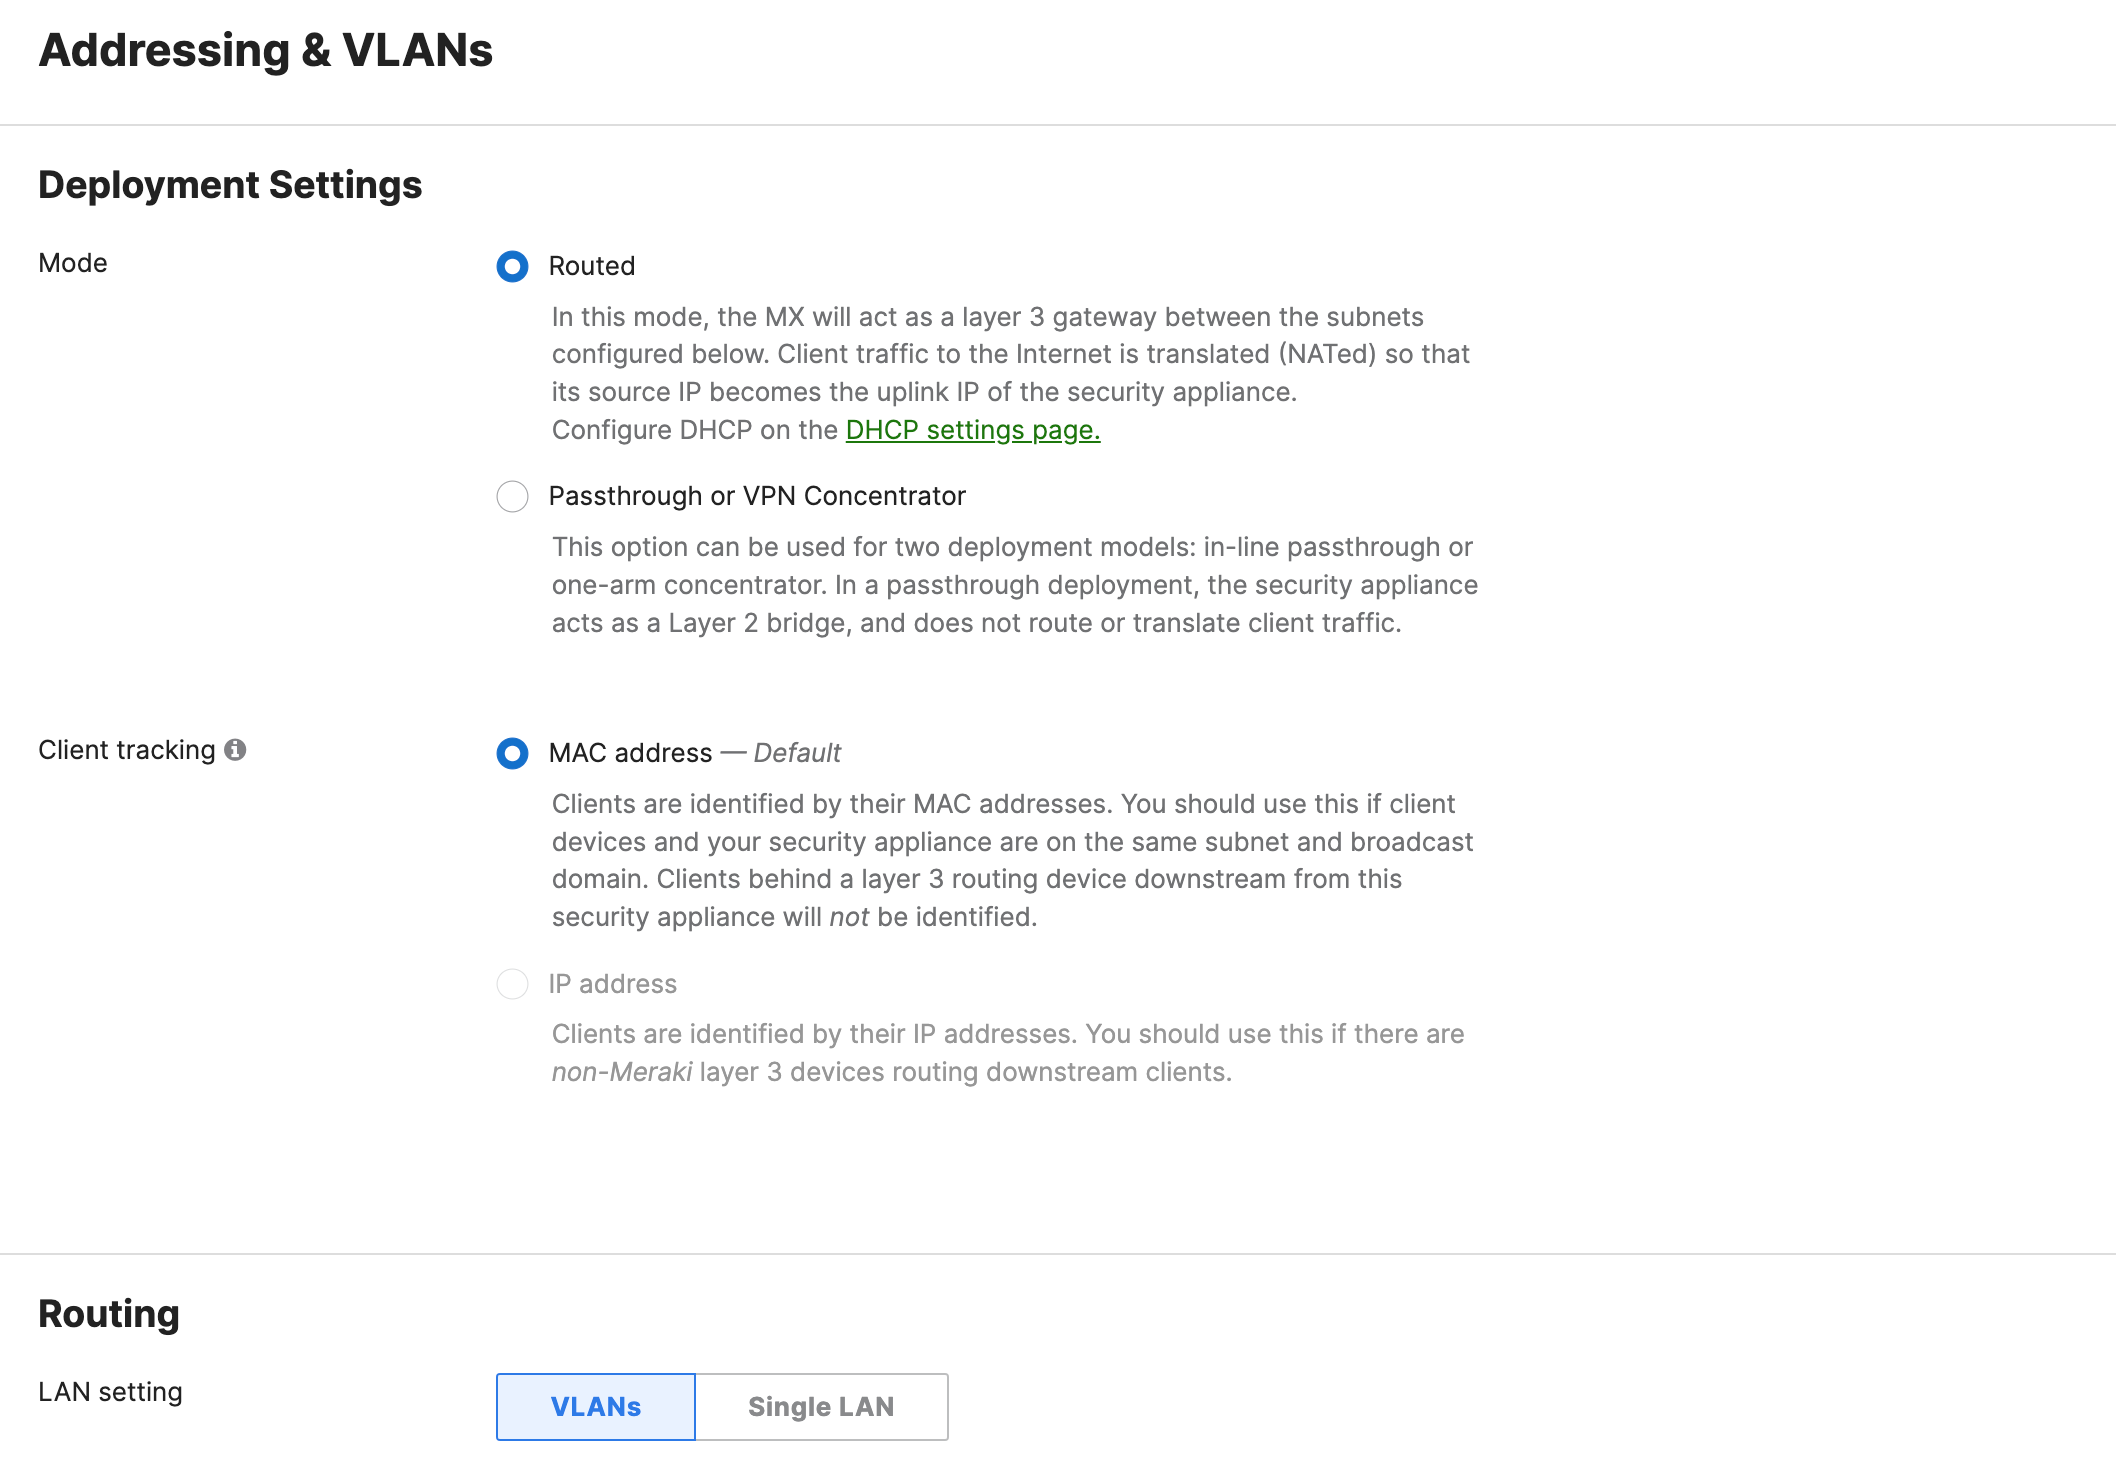 Addressing & VLANs
Deployment Settings
Mode
Routed
In this mode, the MX will act as a layer 3 gateway between the subnets
configured below. Client traffic to the Internet is translated (NATed) so that
its source IP becomes the uplink IP of the security appliance.
Configure DHCP on the DHCP settings page.
Passthrough or VPN Concentrator
This option can be used for two deployment models: in-line passthrough or
one-arm concentrator. In a passthrough deployment, the security appliance
acts as a Layer 2 bridge, and does not route or translate client traffic.
Client tracking
MAC address — Default
Clients are identified by their MAC addresses. You should use this if client
devices and your security appliance are on the same subnet and broadcast
domain. Clients behind a layer 3 routing device downstream from this
security appliance will not be identified.
IP address
Clients are identified by their IP addresses. You should use this if there are
non-Meraki layer 3 devices routing downstream clients.
Routing
LAN setting
VLANs
Single LAN